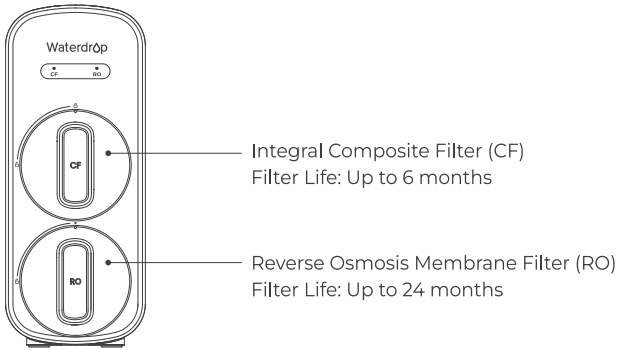 Waterdrop
CF RO
CF
Integral Composite Filter (CF)
Filter Life: Up to 6 months
RO
Reverse Osmosis Membrane Filter (RO)
Filter Life: Up to 24 months